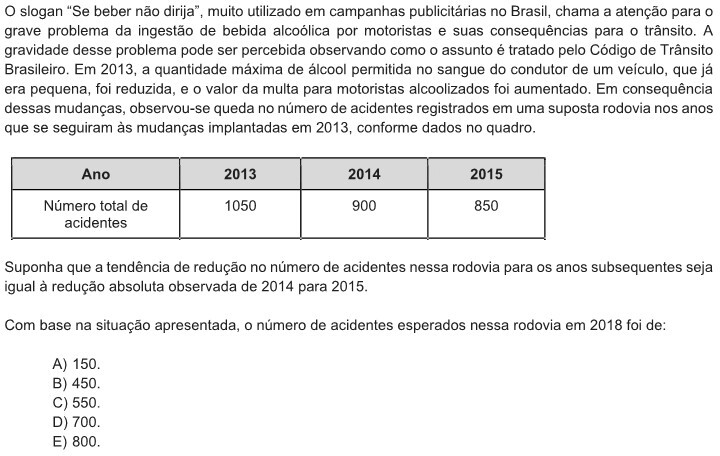 O slogan “Se beber não dirija”, muito utilizado em campanhas publicitárias no Brasil, chama a atenção para o
grave problema da ingestão de bebida alcoólica por motoristas e suas consequências para o trânsito. A
gravidade desse problema pode ser percebida observando como o assunto é tratado pelo Código de Trânsito
Brasileiro. Em 2013, a quantidade máxima de álcool permitida no sangue do condutor de um veículo, que já
era pequena, foi reduzida, e o valor da multa para motoristas alcoolizados foi aumentado. Em consequência
dessas mudanças, observou-se queda no número de acidentes registrados em uma suposta rodovia nos anos
que se seguiram às mudanças implantadas em 2013, conforme dados no quadro.
Ano 2013 2014 2015
Número total de acidentes 1050 900 850
Suponha que a tendência de redução no número de acidentes nessa rodovia para os anos subsequentes seja
igual à redução absoluta observada de 2014 para 2015.
Com base na situação apresentada, o número de acidentes esperados nessa rodovia em 2018 foi de:
A) 150.
B) 450.
C) 550.
D) 700.
E) 800.